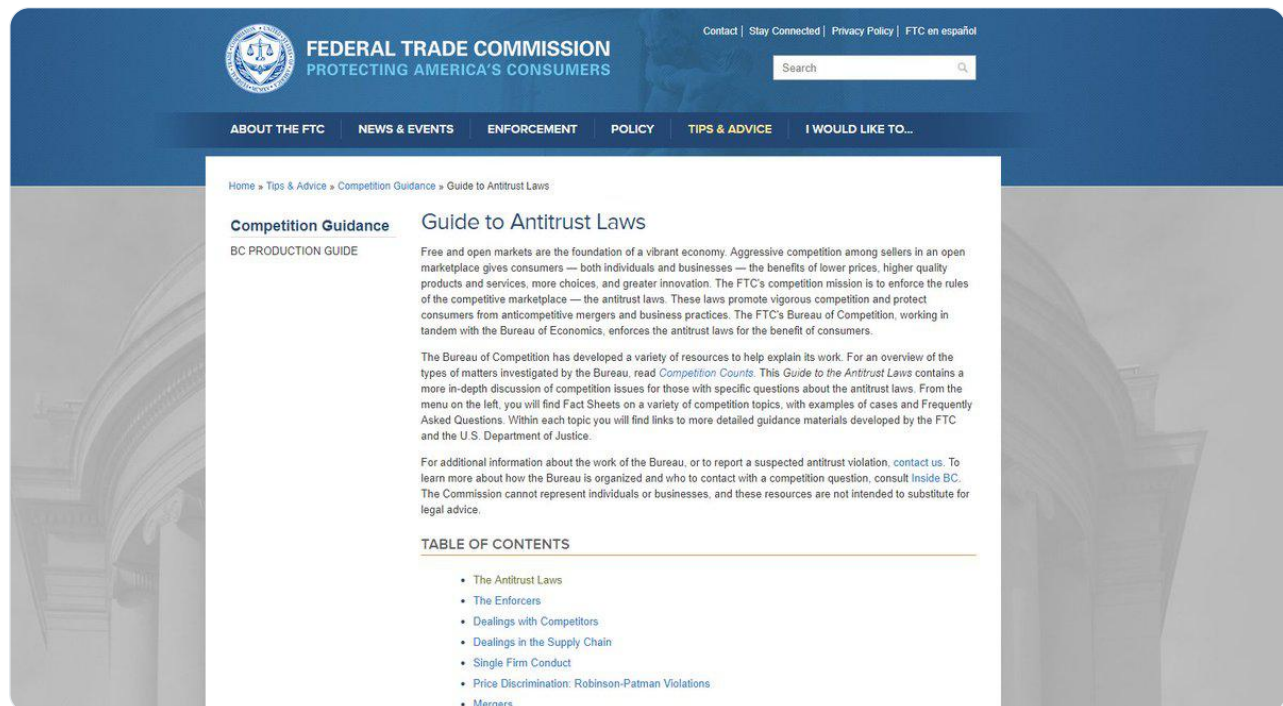 Contact | Stay Connected | Privacy Policy | FTC en español
FEDERAL TRADE COMMISSION
PROTECTING AMERICA'S CONSUMERS
Search
ABOUT THE FTC
NEWS & EVENTS
ENFORCEMENT
POLICY
TIPS & ADVICE
I WOULD LIKE TO...
Home » Tips & Advice » Competition Guidance » Guide to Antitrust Laws
Competition Guidance
BC PRODUCTION GUIDE
Guide to Antitrust Laws
Free and open markets are the foundation of a vibrant economy. Aggressive competition among sellers in an open
marketplace gives consumers — both individuals and businesses — the benefits of lower prices, higher quality
products and services, more choices, and greater innovation. The FTC's competition mission is to enforce the rules
of the competitive marketplace — the antitrust laws. These laws promote vigorous competition and protect
consumers from anticompetitive mergers and business practices. The FTC's Bureau of Competition, working in
tandem with the Bureau of Economics, enforces the antitrust laws for the benefit of consumers.
The Bureau of Competition has developed a variety of resources to help explain its work. For an overview of the
types of matters investigated by the Bureau, read Competition Counts. This Guide to the Antitrust Laws contains a
more in-depth discussion of competition issues for those with specific questions about the antitrust laws. From the
menu on the left, you will find Fact Sheets on a variety of competition topics, with examples of cases and Frequently
Asked Questions. Within each topic you will find links to more detailed guidance materials developed by the FTC
and the U.S. Department of Justice.
For additional information about the work of the Bureau, or to report a suspected antitrust violation, contact us. To
learn more about how the Bureau is organized and who to contact with a competition question, consult Inside BC.
The Commission cannot represent individuals or businesses, and these resources are not intended to substitute for
legal advice.
TABLE OF CONTENTS
• The Antitrust Laws
• The Enforcers
• Dealings with Competitors
• Dealings in the Supply Chain
• Single Firm Conduct
• Price Discrimination: Robinson-Patman Violations
• Mergers